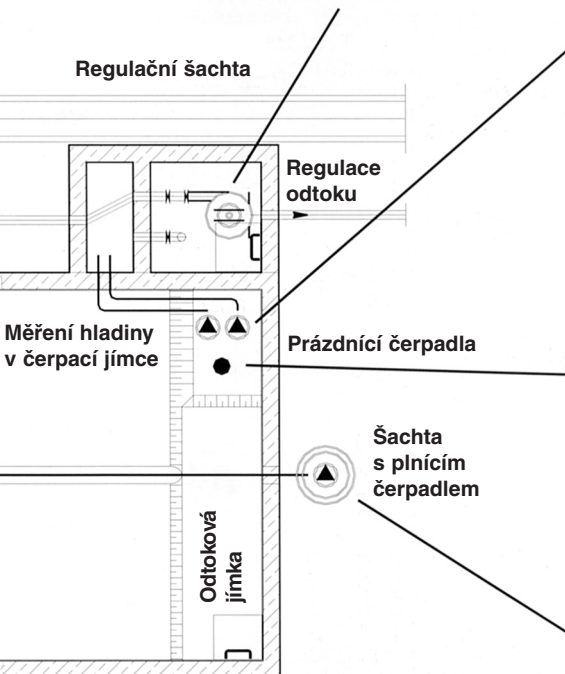 Regulační šachta
Regulace
odtoku
Měření hladiny
v čerpací jímce
Prázdnící čerpadla
Šachta
s plnícím
čerpadlem
Odtoková
jímka